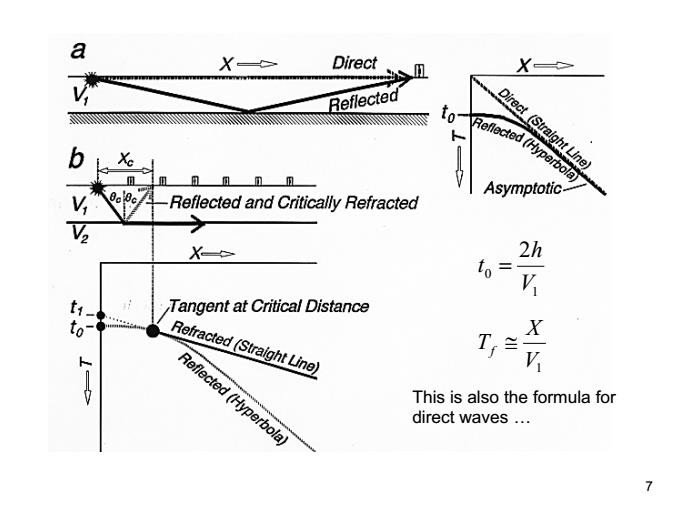 a
X
Direct
V₁
Reflected
X
t₀
T
Direct (Straight Line)
Reflected (Hyperbola)
Asymptotic
b
Xc
θc θc
V₁
Reflected and Critically Refracted
V₂
X
t₁
t₀
T
Tangent at Critical Distance
Refracted (Straight Line)
Reflected (Hyperbola)
t₀ = 2h / V₁
T_f ≅ X / V₁
This is also the formula for
direct waves …
7